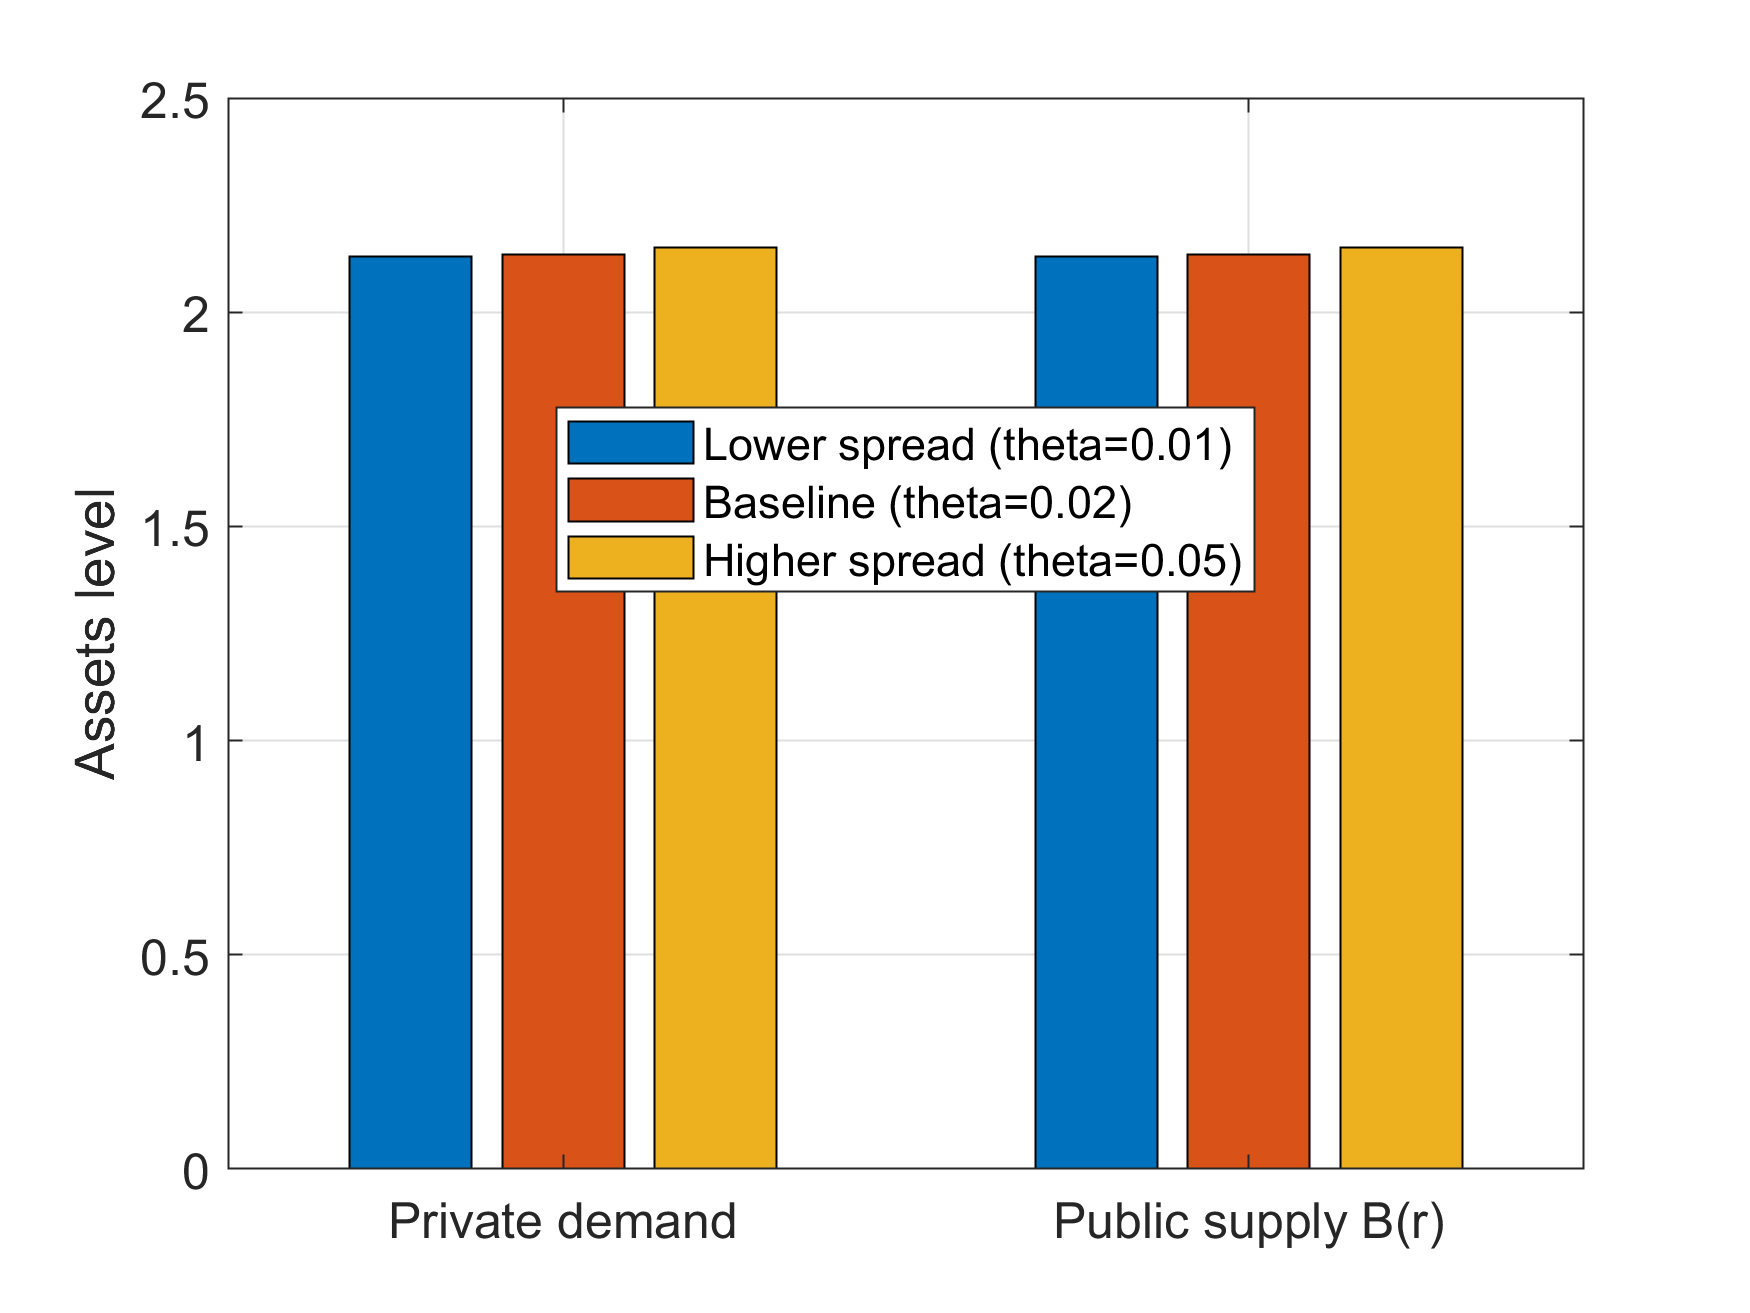 2.5
2
1.5
1
0.5
0
Assets level
Lower spread (theta=0.01)
Baseline (theta=0.02)
Higher spread (theta=0.05)
Private demand
Public supply B(r)